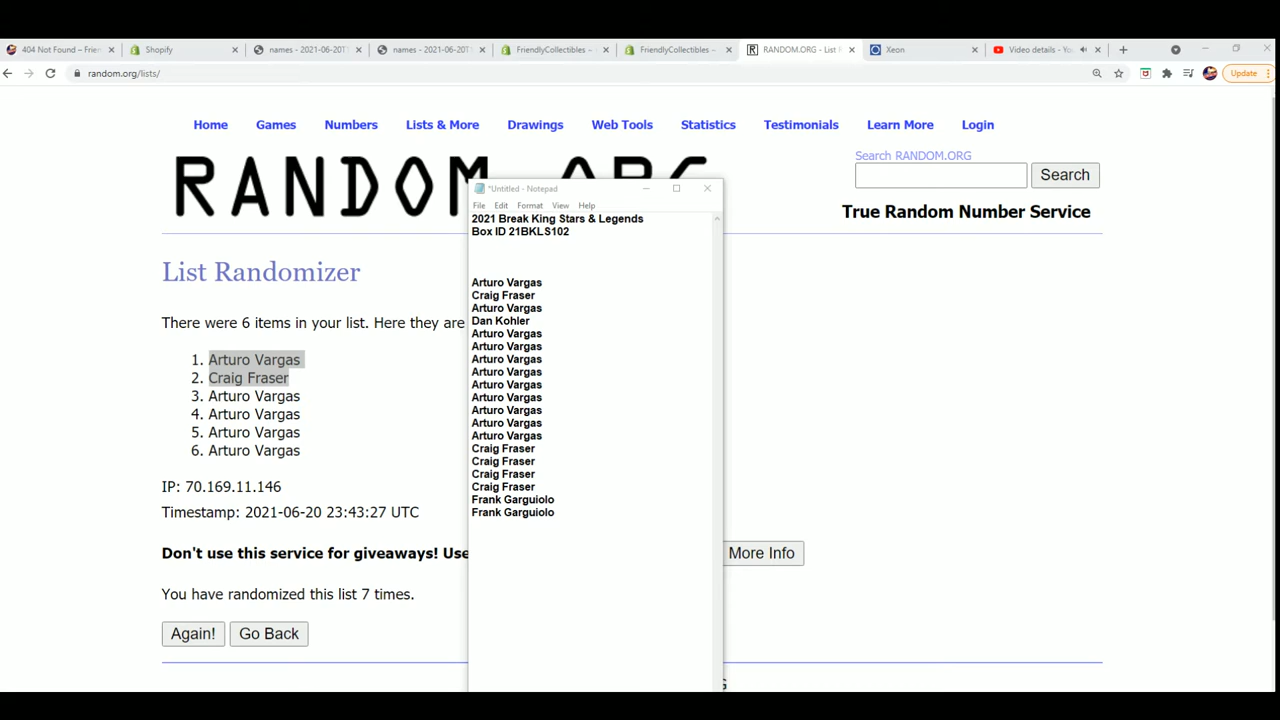 404 Not Found – Frien
Shopify
names - 2021-06-20T
names - 2021-06-20T
FriendlyCollectibles –
FriendlyCollectibles –
RANDOM.ORG - List R
Xeon
Video details - Yo
random.org/lists/
Update
Home
Games
Numbers
Lists & More
Drawings
Web Tools
Statistics
Testimonials
Learn More
Login
RANDOM.ORG
Search RANDOM.ORG
Search
True Random Number Service
List Randomizer
There were 6 items in your list. Here they are
1. Arturo Vargas
2. Craig Fraser
3. Arturo Vargas
4. Arturo Vargas
5. Arturo Vargas
6. Arturo Vargas
IP: 70.169.11.146
Timestamp: 2021-06-20 23:43:27 UTC
Don't use this service for giveaways! Use
More Info
You have randomized this list 7 times.
Again!
Go Back
*Untitled - Notepad
File Edit Format View Help
2021 Break King Stars & Legends
Box ID 21BKLS102
Arturo Vargas
Craig Fraser
Arturo Vargas
Dan Kohler
Arturo Vargas
Arturo Vargas
Arturo Vargas
Arturo Vargas
Arturo Vargas
Arturo Vargas
Arturo Vargas
Arturo Vargas
Arturo Vargas
Craig Fraser
Craig Fraser
Craig Fraser
Craig Fraser
Frank Garguiolo
Frank Garguiolo